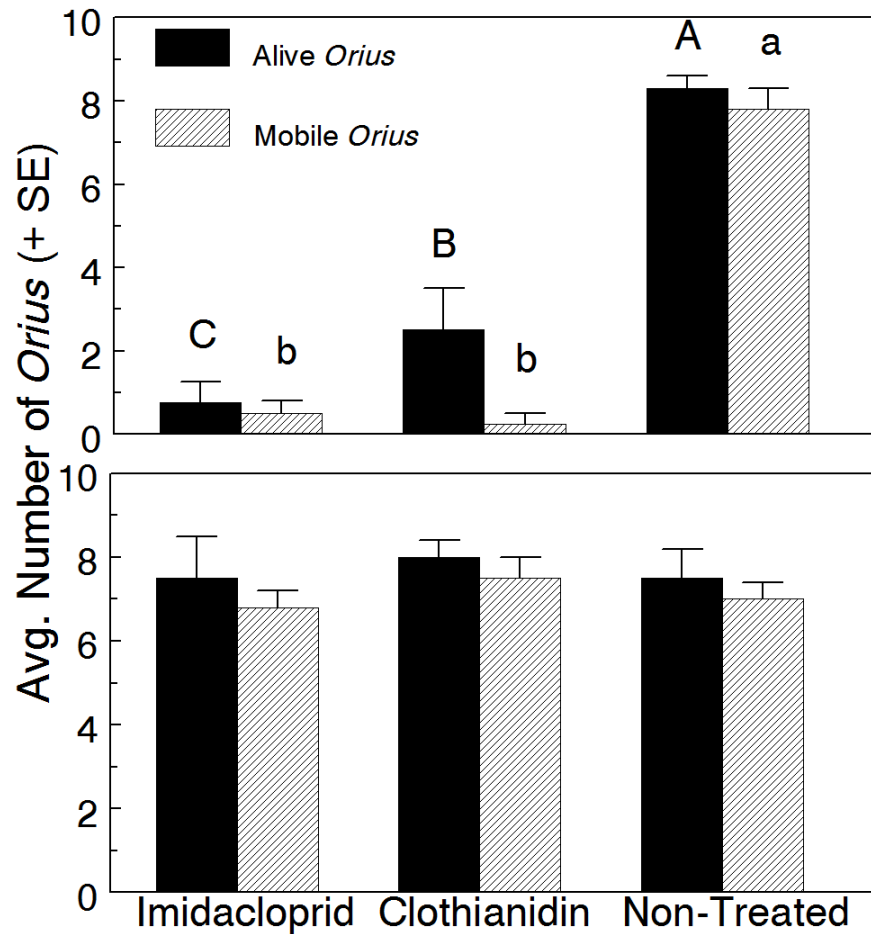 Avg. Number of Orius (+ SE)
10
8
6
4
2
0
Alive Orius
Mobile Orius
C
b
B
b
A
a
10
8
6
4
2
0
Imidacloprid
Clothianidin
Non-Treated